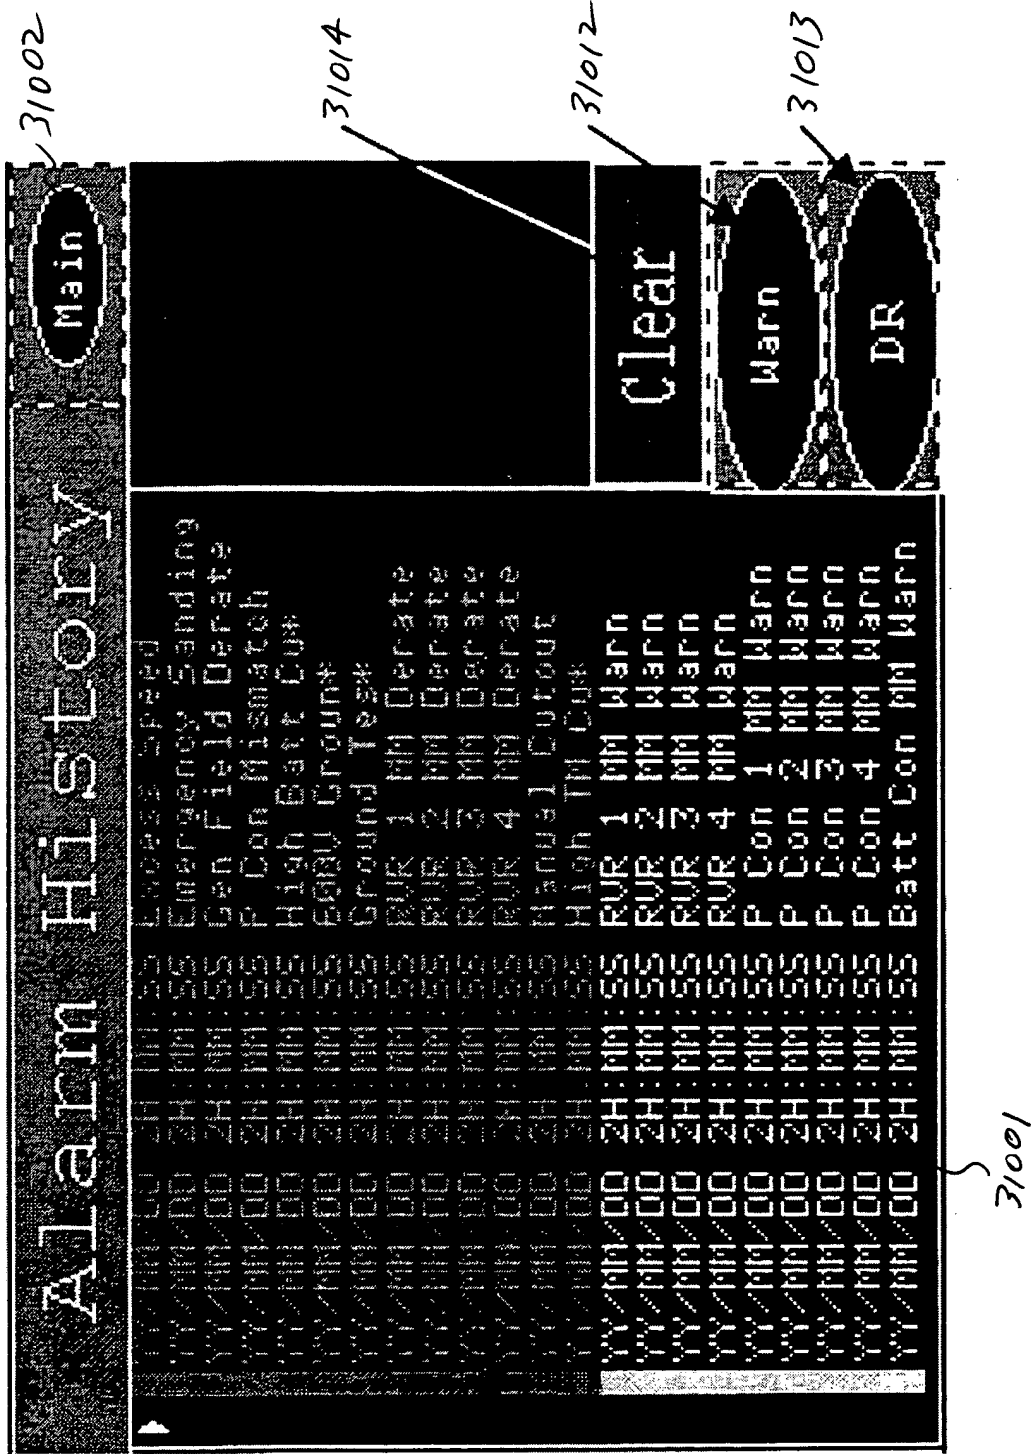 31002
Alarm History
Main
31014
YY/MM/DD 2H:MM:SS Excess Speed
YY/MM/DD 2H:MM:SS Emergency Sanding
YY/MM/DD 2H:MM:SS Gen Field Derate
YY/MM/DD 2H:MM:SS P Con Mismatch
YY/MM/DD 2H:MM:SS High Batt Cu*
YY/MM/DD 2H:MM:SS Ground*
YY/MM/DD 2H:MM:SS Ground Tes*
YY/MM/DD 2H:MM:SS RVR 1 MM Derate
YY/MM/DD 2H:MM:SS RVR 2 MM Derate
YY/MM/DD 2H:MM:SS RVR 3 MM Derate
YY/MM/DD 2H:MM:SS RVR 4 MM Derate
YY/MM/DD 2H:MM:SS Manual Cutout
YY/MM/DD 2H:MM:SS High TM Cu*
YY/MM/DD 2H:MM:SS RVR 1 MM Warn
YY/MM/DD 2H:MM:SS RVR 2 MM Warn
YY/MM/DD 2H:MM:SS RVR 3 MM Warn
YY/MM/DD 2H:MM:SS RVR 4 MM Warn
YY/MM/DD 2H:MM:SS P Con 1 MM Warn
YY/MM/DD 2H:MM:SS P Con 2 MM Warn
YY/MM/DD 2H:MM:SS P Con 3 MM Warn
YY/MM/DD 2H:MM:SS P Con 4 MM Warn
YY/MM/DD 2H:MM:SS Batt Con MM Warn
Clear
31012
Warn
31013
DR
31001